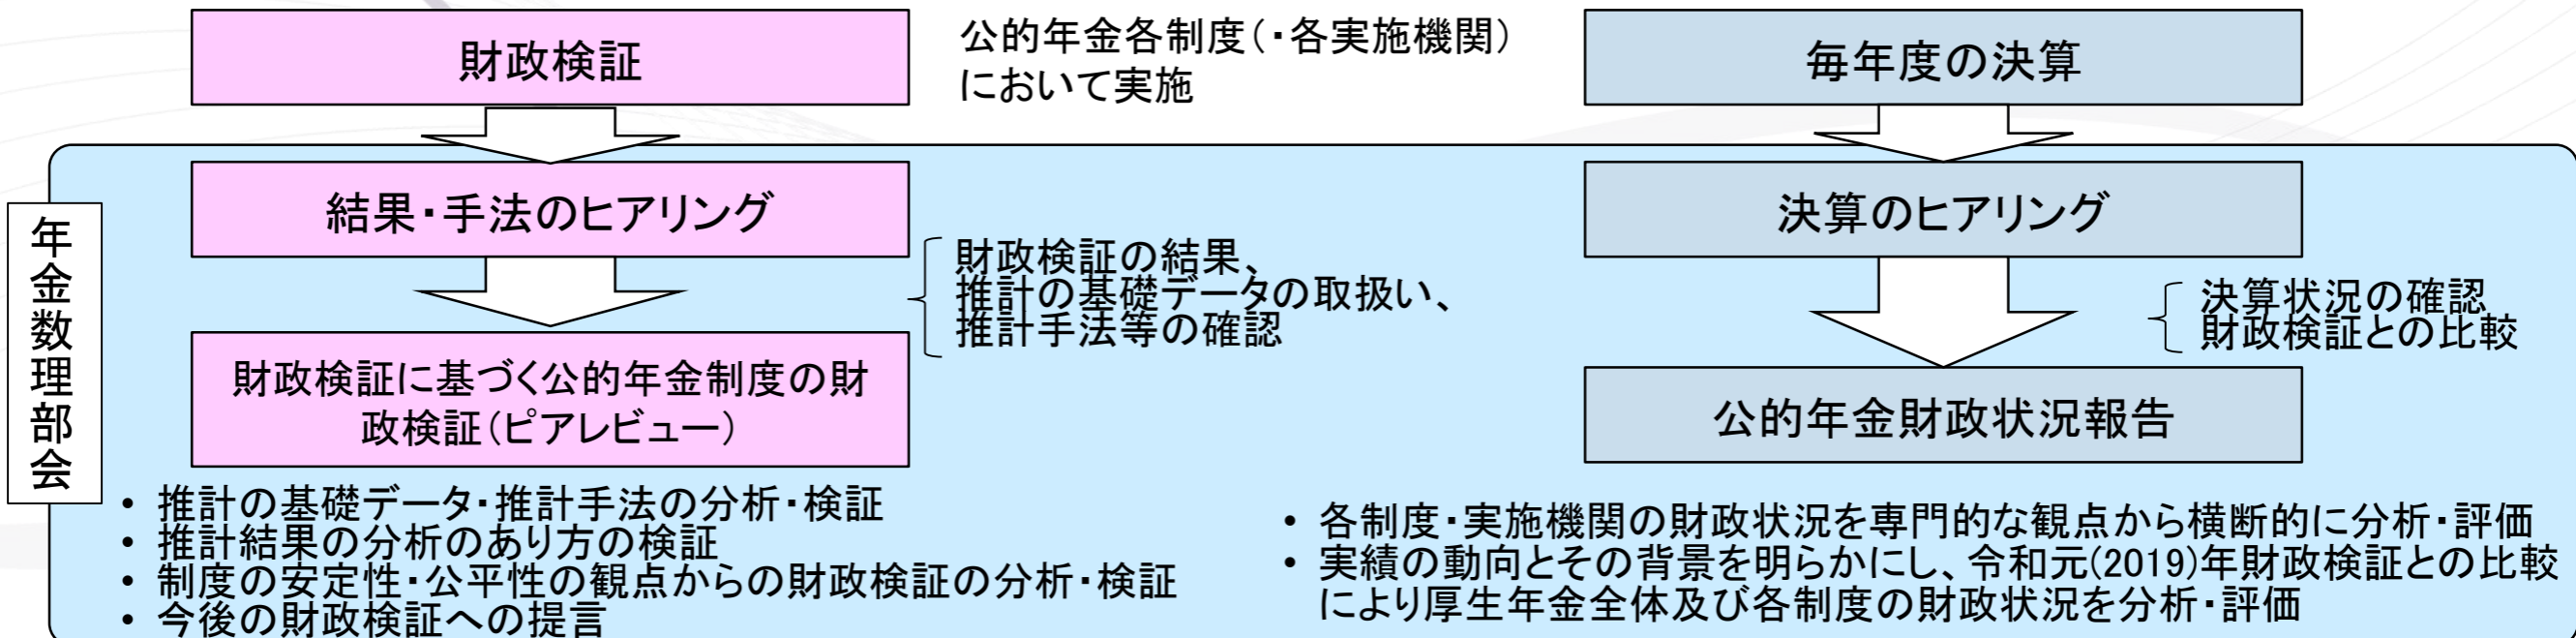 財政検証
公的年金各制度(・各実施機関)
において実施
毎年度の決算
年金数理部会
結果・手法のヒアリング
財政検証の結果、
推計の基礎データの取扱い、
推計手法等の確認
財政検証に基づく公的年金制度の財
政検証(ピアレビュー)
• 推計の基礎データ・推計手法の分析・検証
• 推計結果の分析のあり方の検証
• 制度の安定性・公平性の観点からの財政検証の分析・検証
• 今後の財政検証への提言
決算のヒアリング
決算状況の確認
財政検証との比較
公的年金財政状況報告
• 各制度・実施機関の財政状況を専門的な観点から横断的に分析・評価
• 実績の動向とその背景を明らかにし、令和元(2019)年財政検証との比較
により厚生年金全体及び各制度の財政状況を分析・評価